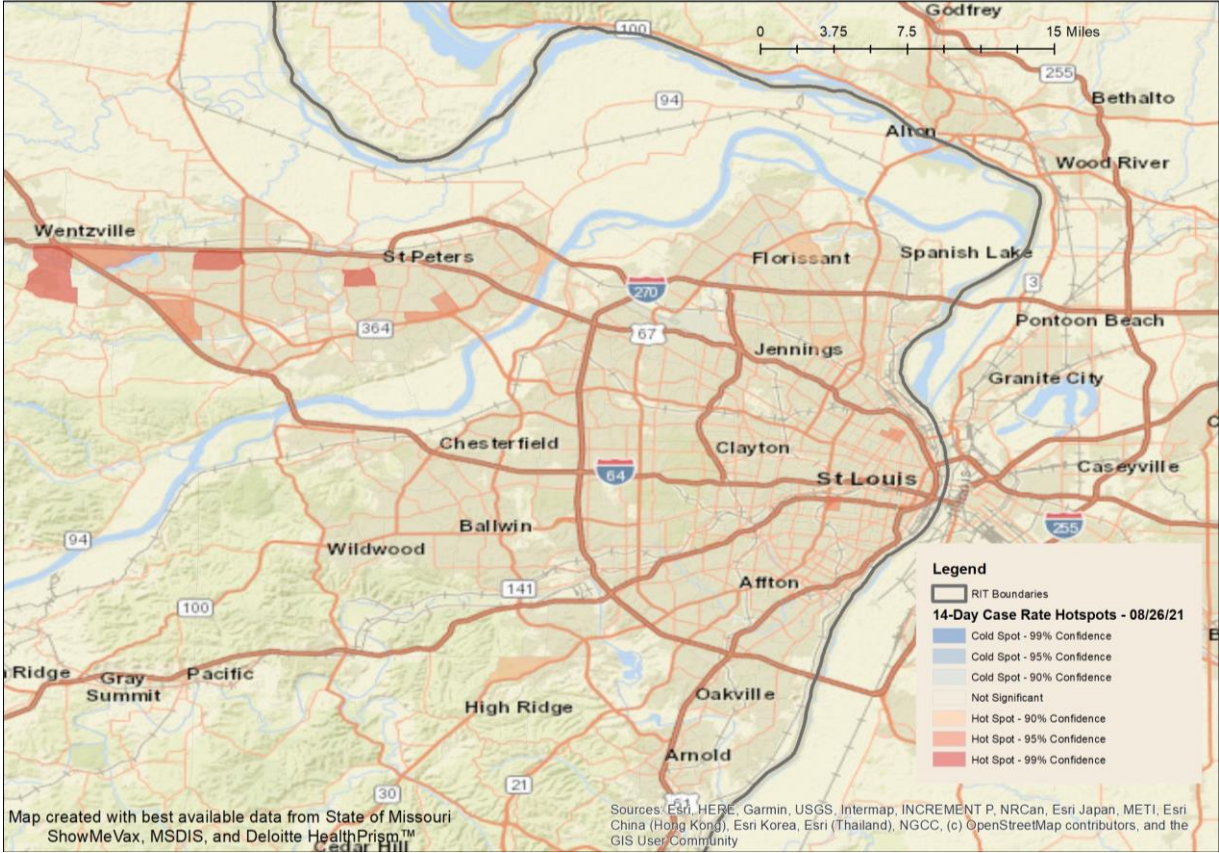 Godfrey
100
0 3.75 7.5 15 Miles
255
94
Bethalto
Alton
Wood River
Wentzville
St Peters
Florissant
Spanish Lake
270
3
364
67
Pontoon Beach
Jennings
Granite City
Chesterfield
Clayton
64
St Louis
Caseyville
Ballwin
255
94
Wildwood
141
Affton
100
Ridge
Gray
Summit
Pacific
Oakville
High Ridge
Arnold
21
30
61
Cedar Hill
Legend
RIT Boundaries
14-Day Case Rate Hotspots - 08/26/21
Cold Spot - 99% Confidence
Cold Spot - 95% Confidence
Cold Spot - 90% Confidence
Not Significant
Hot Spot - 90% Confidence
Hot Spot - 95% Confidence
Hot Spot - 99% Confidence
Map created with best available data from State of Missouri
ShowMeVax, MSDIS, and Deloitte HealthPrism™
Sources: Esri, HERE, Garmin, USGS, Intermap, INCREMENT P, NRCan, Esri Japan, METI, Esri
China (Hong Kong), Esri Korea, Esri (Thailand), NGCC, (c) OpenStreetMap contributors, and the
GIS User Community